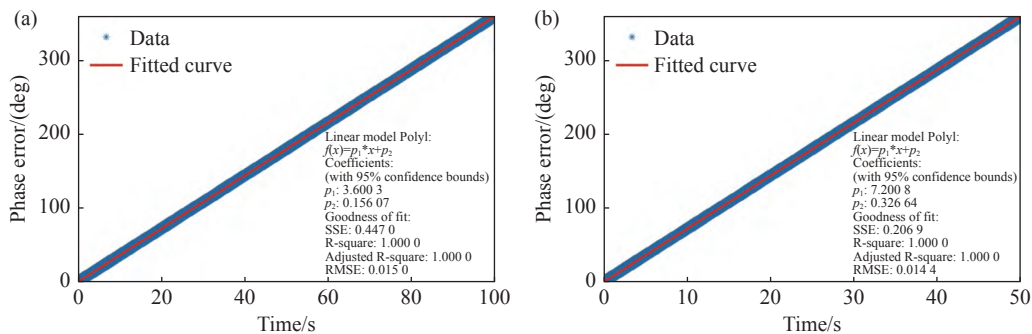 (a)
Data
Fitted curve
Linear model Polyl:
f(x)=p₁*x+p₂
Coefficients:
(with 95% confidence bounds)
p₁: 3.600 3
p₂: 0.156 07
Goodness of fit:
SSE: 0.447 0
R-square: 1.000 0
Adjusted R-square: 1.000 0
RMSE: 0.015 0
Phase error/(deg)
300
200
100
0
0 20 40 60 80 100
Time/s
(b)
Data
Fitted curve
Linear model Polyl:
f(x)=p₁*x+p₂
Coefficients:
(with 95% confidence bounds)
p₁: 7.200 8
p₂: 0.326 64
Goodness of fit:
SSE: 0.206 9
R-square: 1.000 0
Adjusted R-square: 1.000 0
RMSE: 0.014 4
Phase error/(deg)
300
200
100
0
0 10 20 30 40 50
Time/s